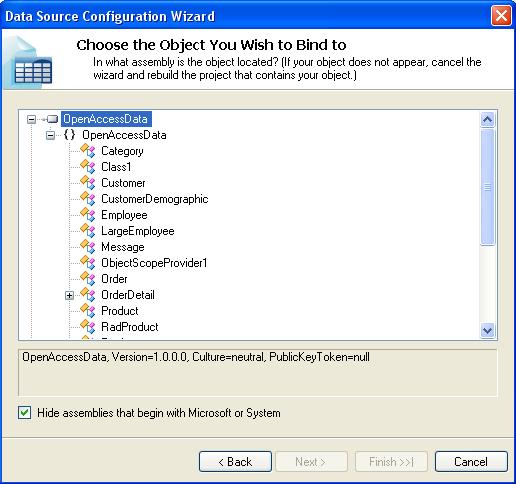 Data Source Configuration Wizard
Choose the Object You Wish to Bind to
In what assembly is the object located? (If your object does not appear, cancel the
wizard and rebuild the project that contains your object.)
OpenAccessData
{} OpenAccessData
Category
Class1
Customer
CustomerDemographic
Employee
LargeEmployee
Message
ObjectScopeProvider1
Order
OrderDetail
Product
RadProduct
OpenAccessData, Version=1.0.0.0, Culture=neutral, PublicKeyToken=null
Hide assemblies that begin with Microsoft or System
< Back
Next >
Finish >>|
Cancel